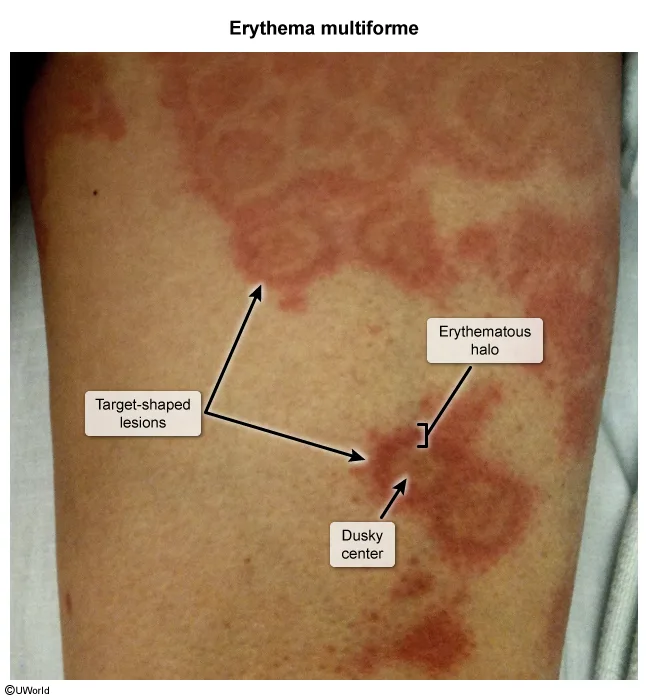 Erythema multiforme
Erythematous
halo
Target-shaped
lesions
Dusky
center
©UWorld